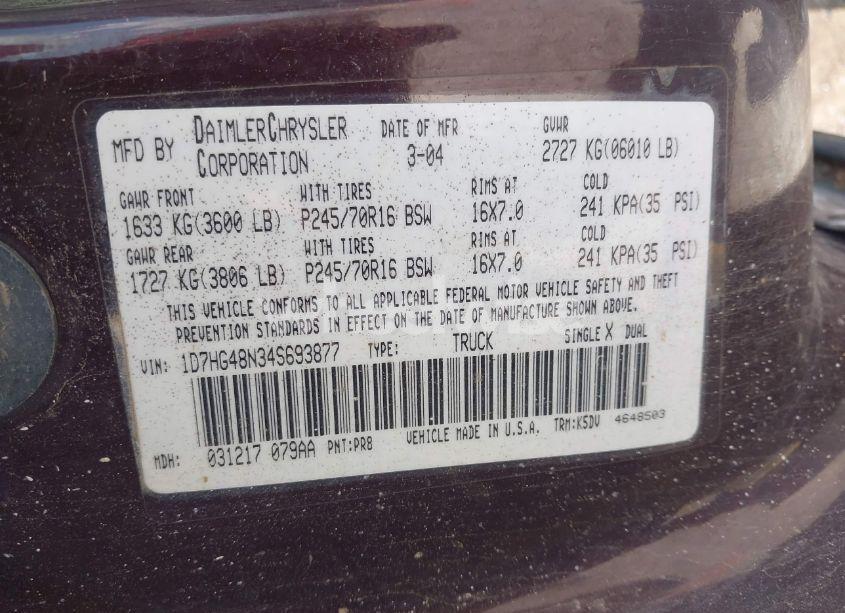 MFD BY DAIMLERCHRYSLER CORPORATION DATE OF MFR 3-04 GVWR 2727 KG(06010 LB)
GAWR FRONT WITH TIRES RIMS AT COLD
1633 KG(3600 LB) P245/70R16 BSW 16X7.0 241 KPA(35 PSI)
GAWR REAR WITH TIRES RIMS AT COLD
1727 KG(3806 LB) P245/70R16 BSW 16X7.0 241 KPA(35 PSI)
THIS VEHICLE CONFORMS TO ALL APPLICABLE FEDERAL MOTOR VEHICLE SAFETY AND THEFT
PREVENTION STANDARDS IN EFFECT ON THE DATE OF MANUFACTURE SHOWN ABOVE.
VIN: 1D7HG48N34S693877 TYPE: TRUCK SINGLE X DUAL
MDH: 031217 079AA PNT:PR8 VEHICLE MADE IN U.S.A. TRM:K5DV 4648503